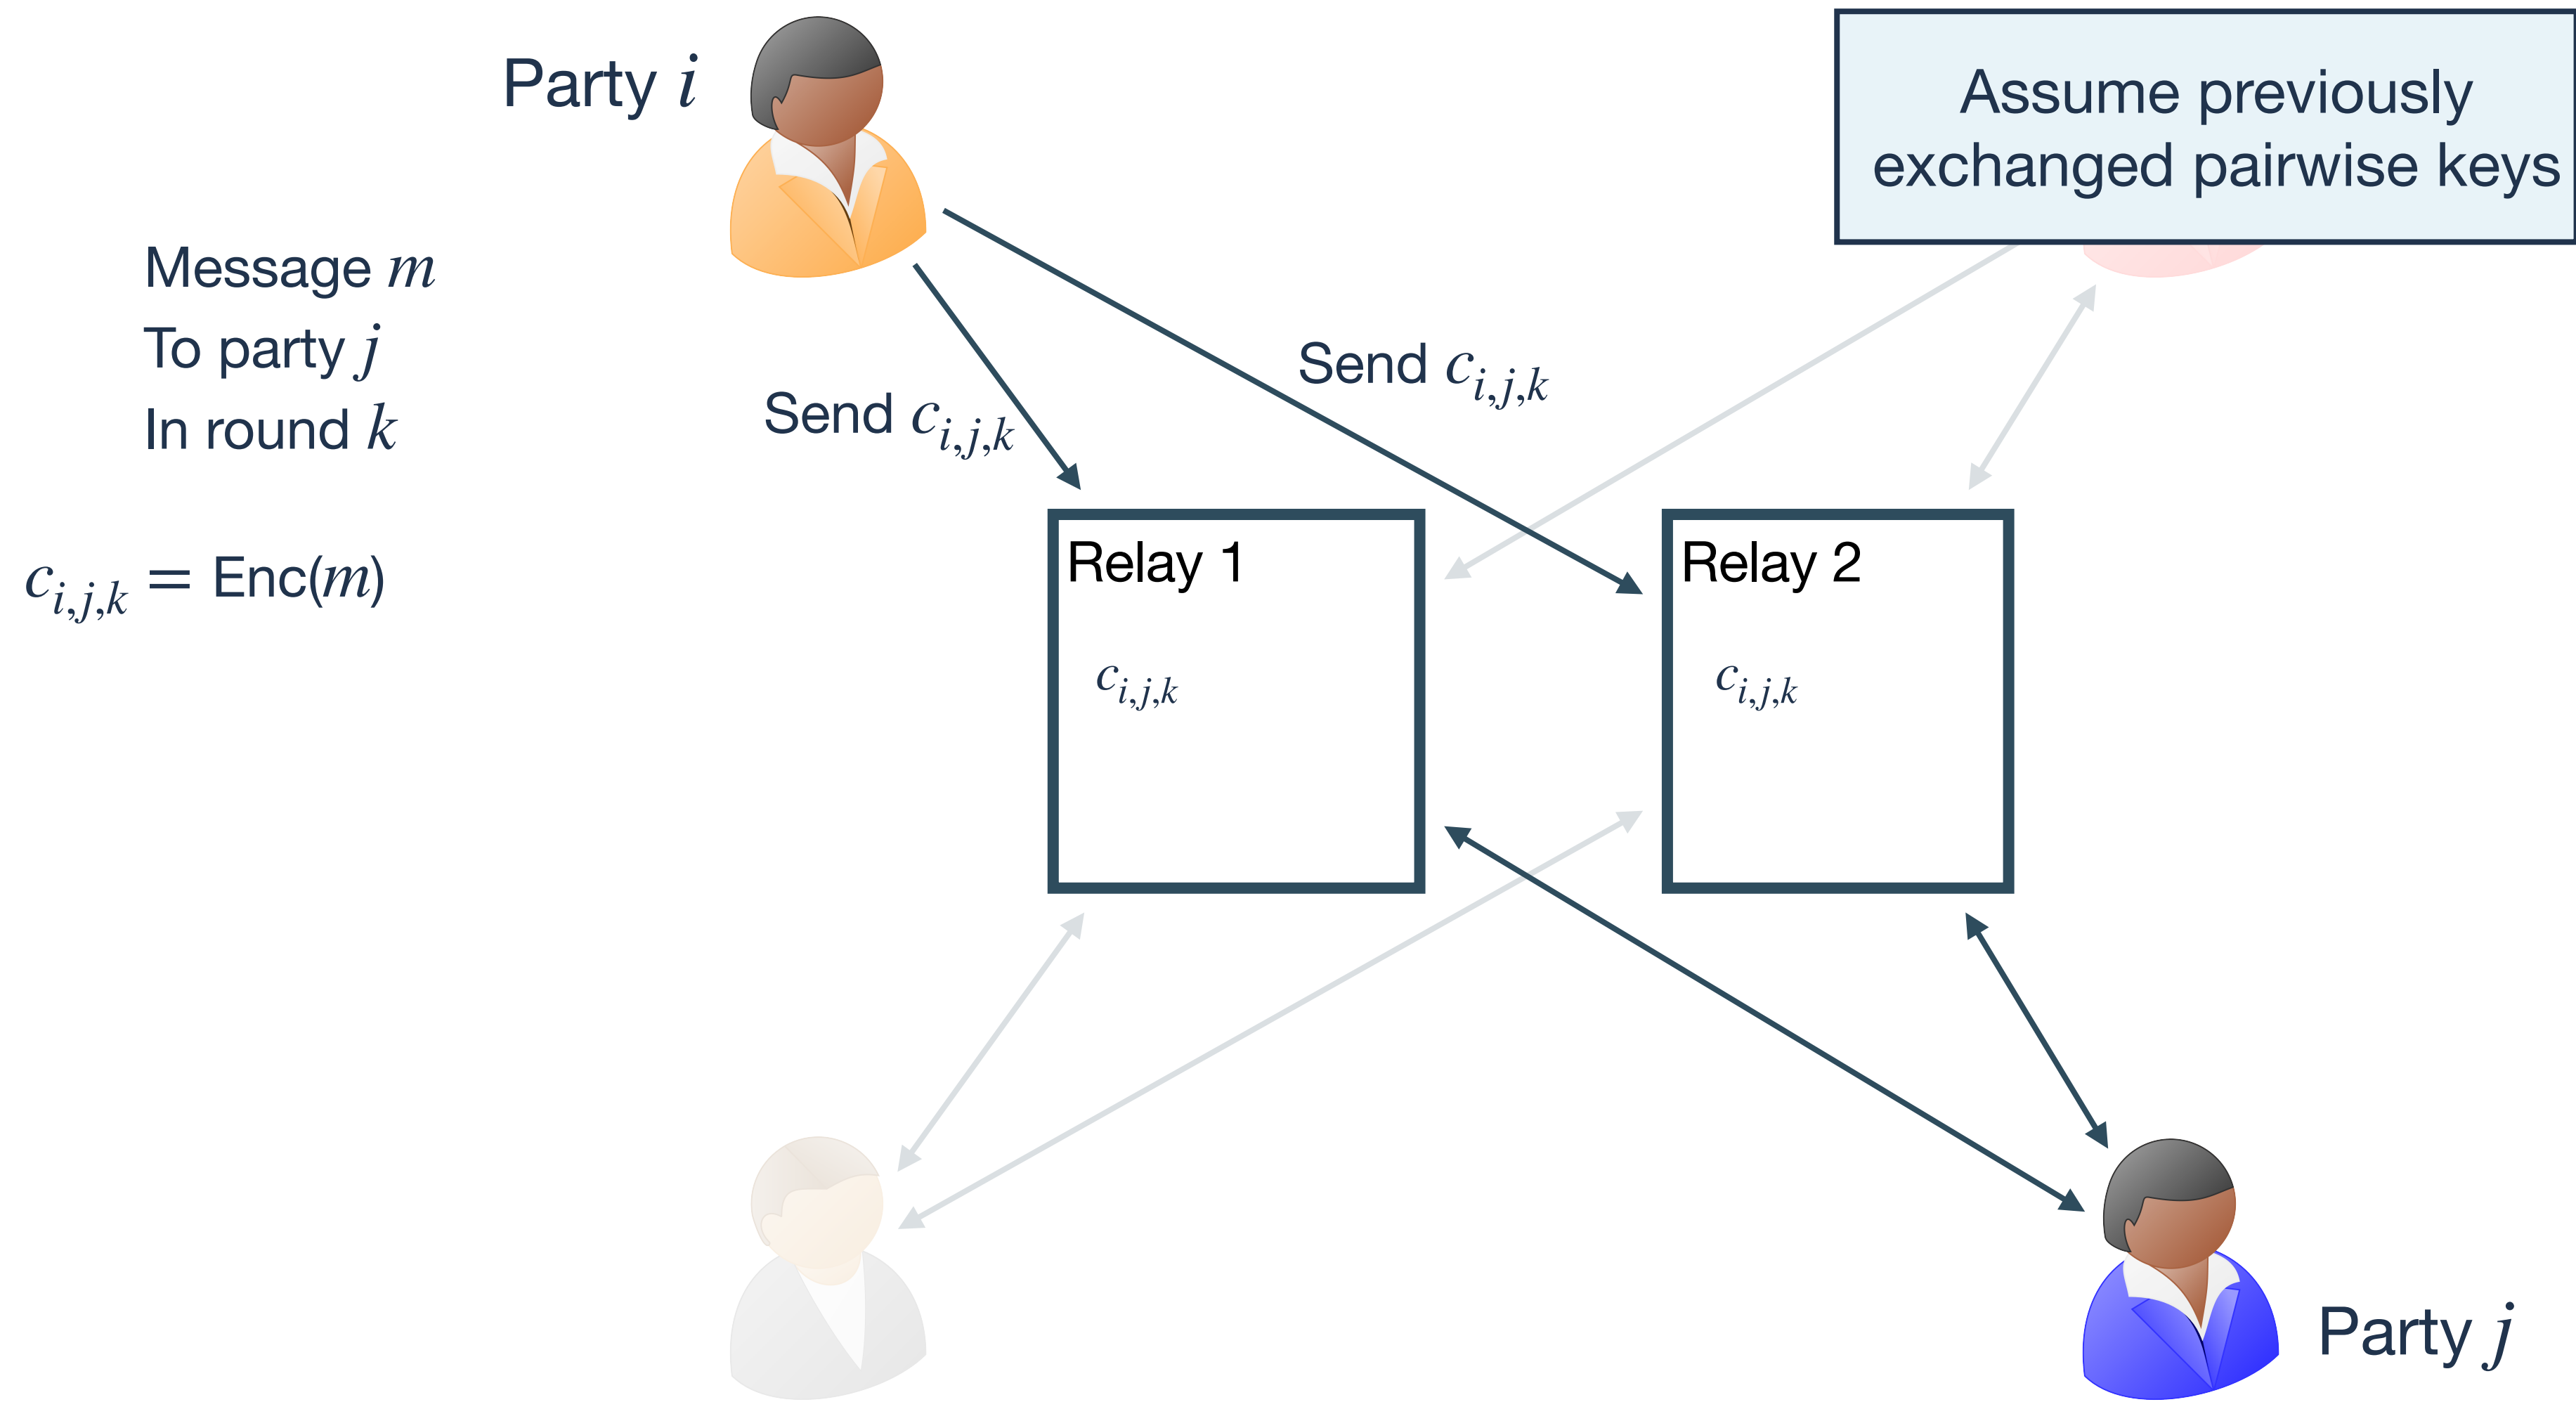 Party i
Assume previously
exchanged pairwise keys
Message m
To party j
In round k
Send c_{i,j,k}
Send c_{i,j,k}
c_{i,j,k} = Enc(m)
Relay 1
Relay 2
c_{i,j,k}
c_{i,j,k}
Party j